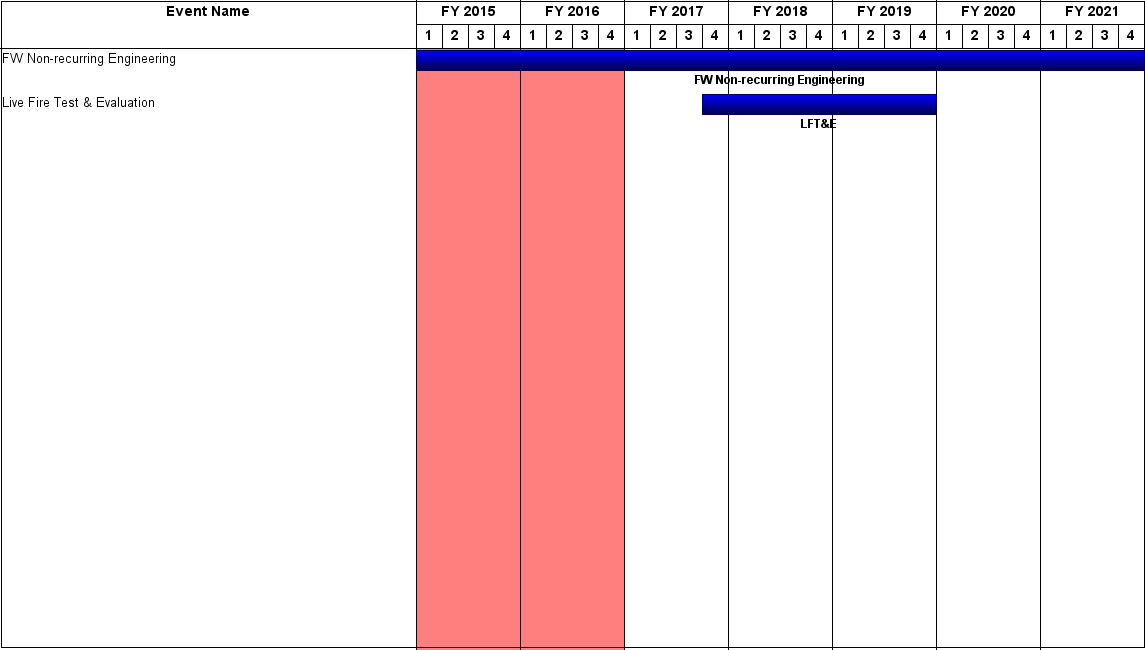 Event Name FY 2015 FY 2016 FY 2017 FY 2018 FY 2019 FY 2020 FY 2021
1 2 3 4 1 2 3 4 1 2 3 4 1 2 3 4 1 2 3 4 1 2 3 4 1 2 3 4
FW Non-recurring Engineering
FW Non-recurring Engineering
Live Fire Test & Evaluation
LFT&E